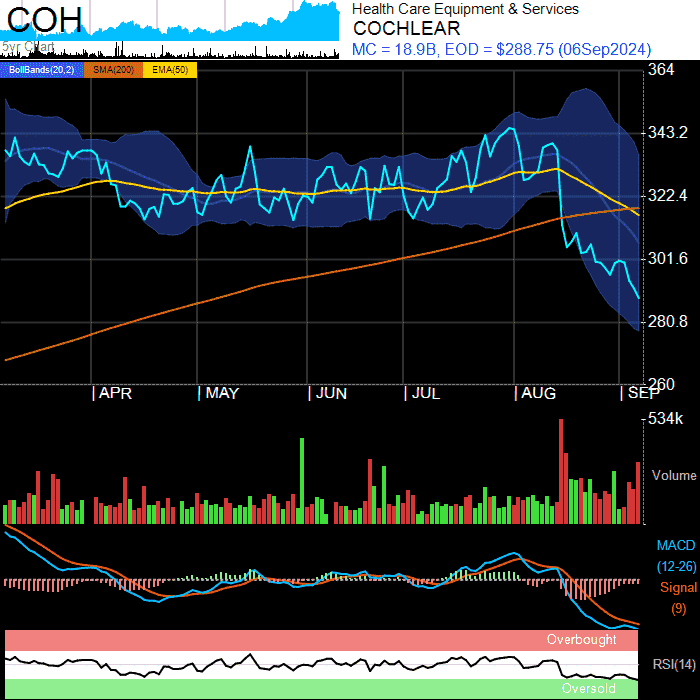 COH
5yr Chart
Health Care Equipment & Services
COCHLEAR
MC = 18.9B, EOD = $288.75 (06Sep2024)
BollBands(20,2) SMA(200) EMA(50)
364
343.2
322.4
301.6
280.8
260
| APR | MAY | JUN | JUL | AUG | SEP
534k
Volume
MACD
(12-26)
Signal
(9)
Overbought
RSI(14)
Oversold